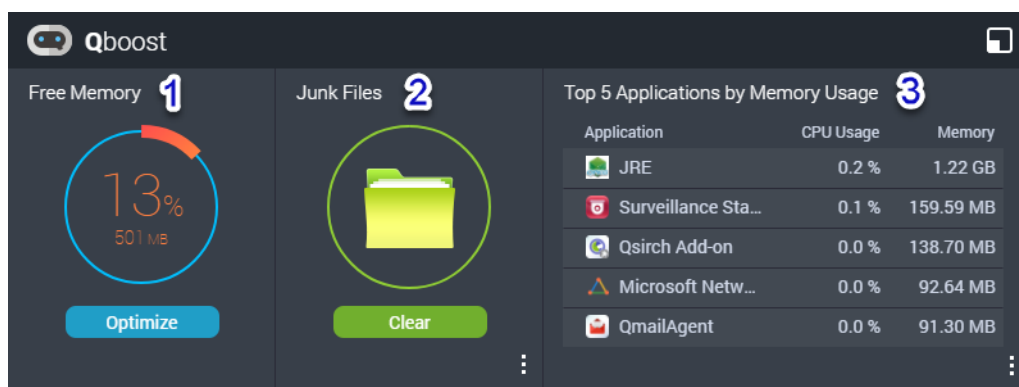 Qboost
Free Memory 1
13%
501 MB
Optimize
Junk Files 2
Clear
Top 5 Applications by Memory Usage 3
Application CPU Usage Memory
JRE 0.2 % 1.22 GB
Surveillance Sta... 0.1 % 159.59 MB
Qsirch Add-on 0.0 % 138.70 MB
Microsoft Netw... 0.0 % 92.64 MB
QmailAgent 0.0 % 91.30 MB